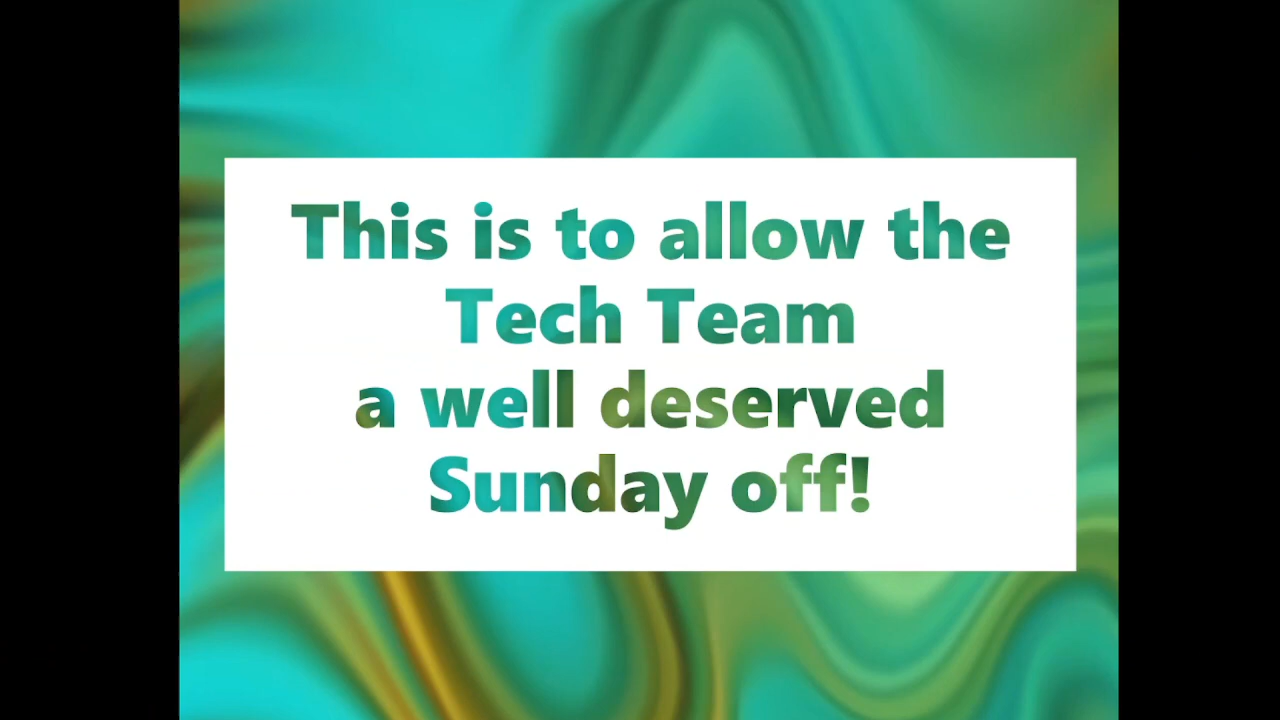 This is to allow the
Tech Team
a well deserved
Sunday off!